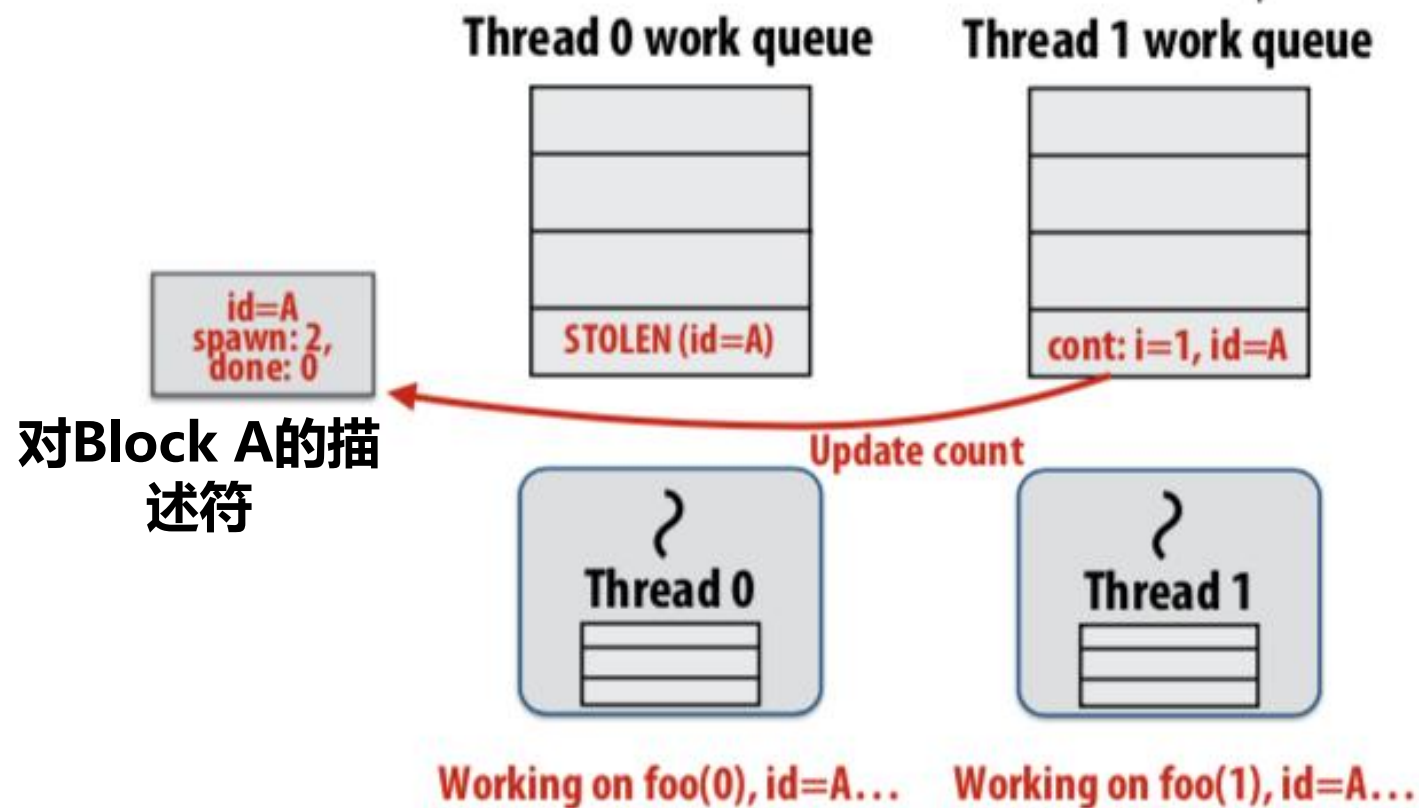 Thread 0 work queue
Thread 1 work queue
id=A
spawn: 2,
done: 0
STOLEN (id=A)
cont: i=1, id=A
对Block A的描
述符
Update count
Thread 0
Thread 1
Working on foo(0), id=A...
Working on foo(1), id=A...